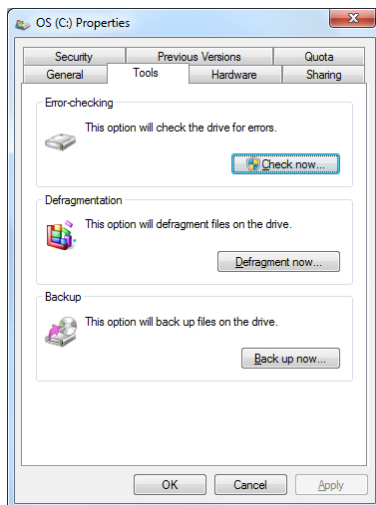 OS (C:) Properties
Security Previous Versions Quota
General Tools Hardware Sharing
Error-checking
This option will check the drive for errors.
Check now...
Defragmentation
This option will defragment files on the drive.
Defragment now...
Backup
This option will back up files on the drive.
Back up now...
OK Cancel Apply